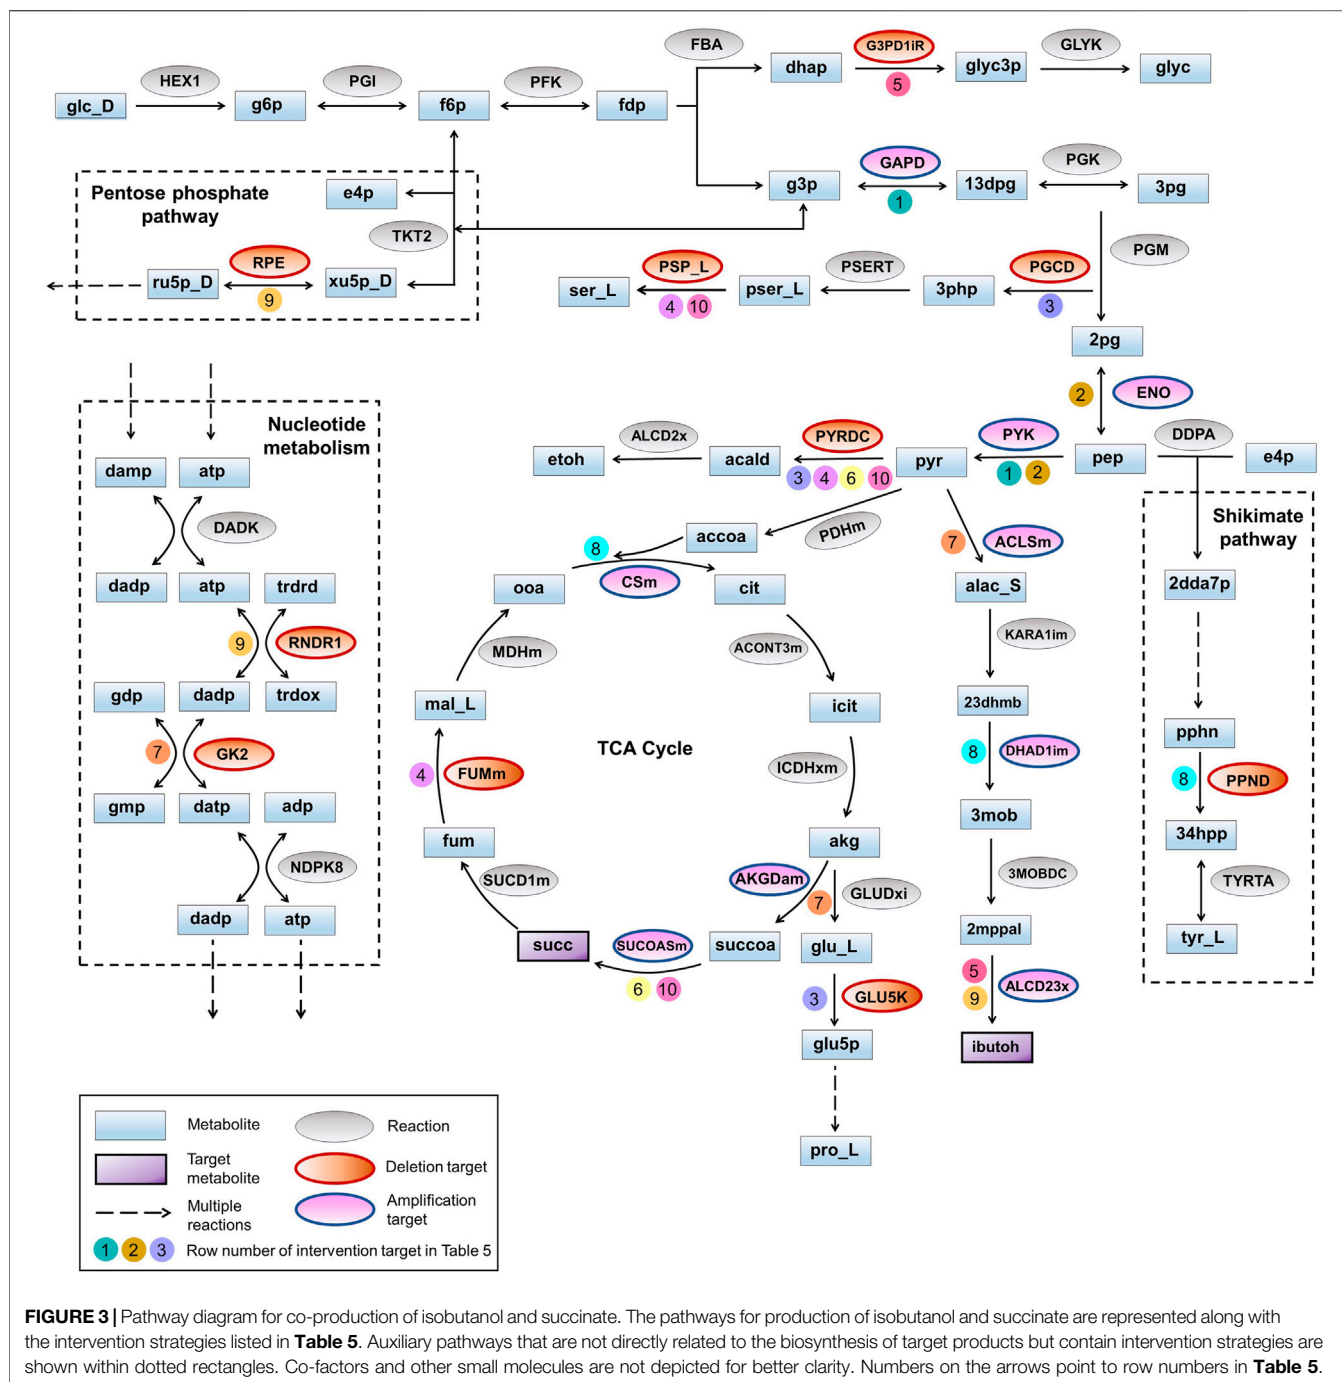 FBA
G3PD1iR
GLYK
dhap
glyc3p
glyc
5
HEX1
PGI
PFK
glc_D
g6p
f6p
fdp
GAPD
PGK
g3p
13dpg
3pg
1
Pentose phosphate
pathway
e4p
TKT2
RPE
ru5p_D
xu5p_D
9
PGM
PSP_L
PSERT
PGCD
ser_L
pser_L
3php
4
10
3
2pg
2
ENO
Nucleotide
metabolism
ALCD2x
PYRDC
PYK
DDPA
etoh
acald
pyr
pep
e4p
3
4
6
10
1
2
damp
atp
DADK
dadp
atp
trdrd
9
RNDR1
gdp
dadp
trdox
7
GK2
gmp
datp
adp
NDPK8
dadp
atp
PDHm
accoa
8
CSm
ooa
cit
MDHm
ACONT3m
mal_L
icit
TCA Cycle
4
FUMm
ICDHxm
fum
akg
SUCD1m
AKGDam
7
GLUDxi
succ
SUCOASm
succoa
glu_L
6
10
3
GLU5K
glu5p
pro_L
7
ACLSm
alac_S
KARA1im
23dhmb
8
DHAD1im
3mob
3MOBDC
2mppal
5
9
ALCD23x
ibutoh
Shikimate
pathway
2dda7p
pphn
8
PPND
34hpp
TYRTA
tyr_L
Metabolite
Reaction
Target
metabolite
Deletion target
Multiple
reactions
Amplification
target
1 2 3 Row number of intervention target in Table 5
FIGURE 3 | Pathway diagram for co-production of isobutanol and succinate. The pathways for production of isobutanol and succinate are represented along with
the intervention strategies listed in Table 5. Auxiliary pathways that are not directly related to the biosynthesis of target products but contain intervention strategies are
shown within dotted rectangles. Co-factors and other small molecules are not depicted for better clarity. Numbers on the arrows point to row numbers in Table 5.